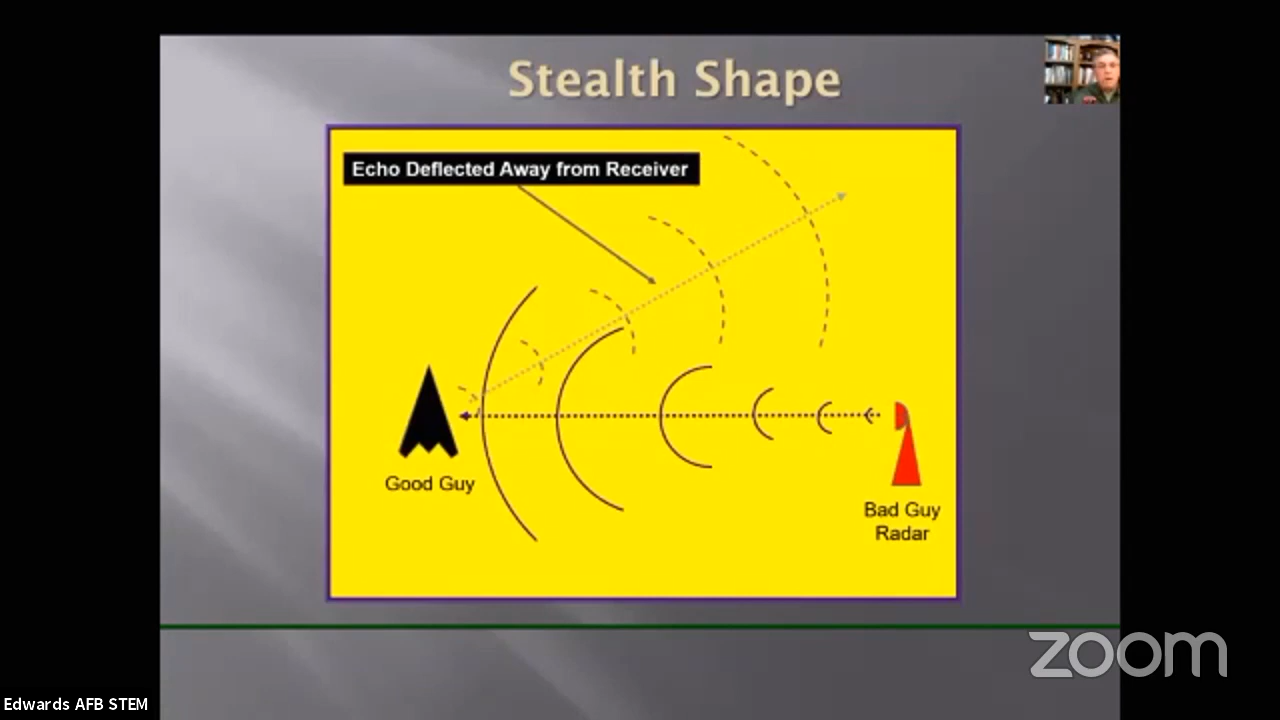 Stealth Shape
Echo Deflected Away from Receiver
Good Guy
Bad Guy
Radar
zoom
Edwards AFB STEM